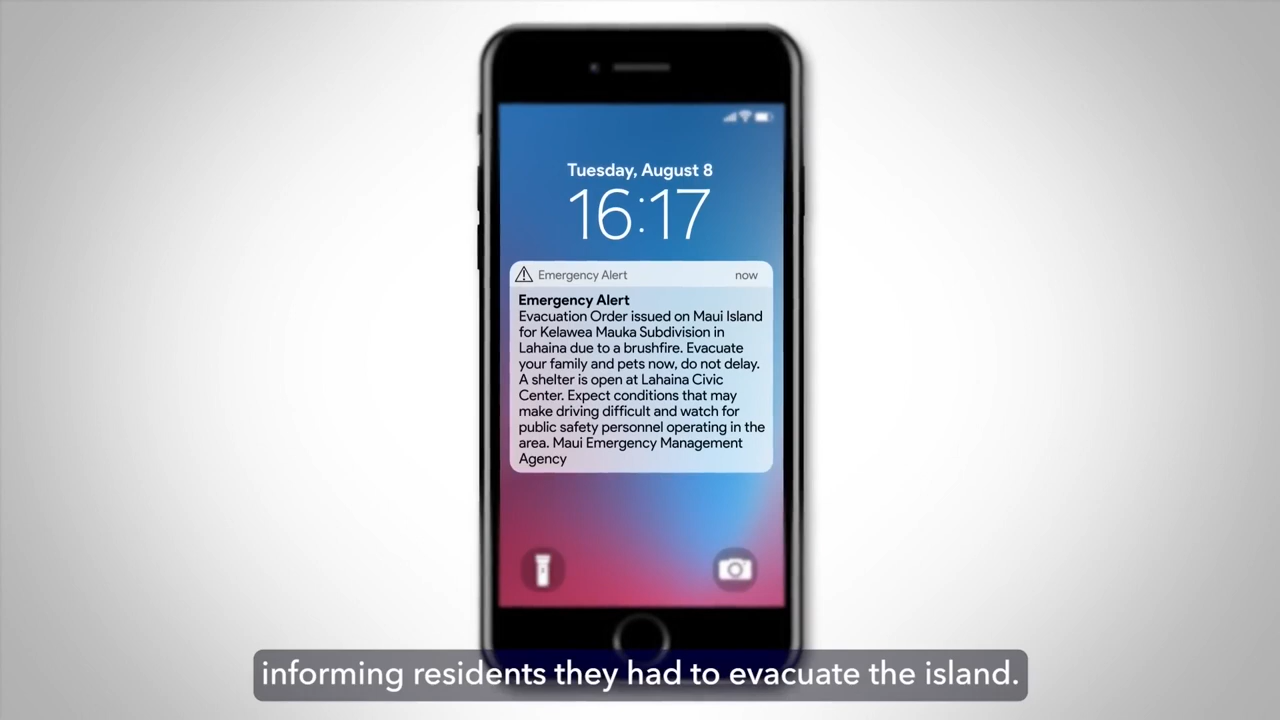 Tuesday, August 8
16:17
Emergency Alert
now
Emergency Alert
Evacuation Order issued on Maui Island
for Kelawea Mauka Subdivision in
Lahaina due to a brushfire. Evacuate
your family and pets now, do not delay.
A shelter is open at Lahaina Civic
Center. Expect conditions that may
make driving difficult and watch for
public safety personnel operating in the
area. Maui Emergency Management
Agency
informing residents they had to evacuate the island.